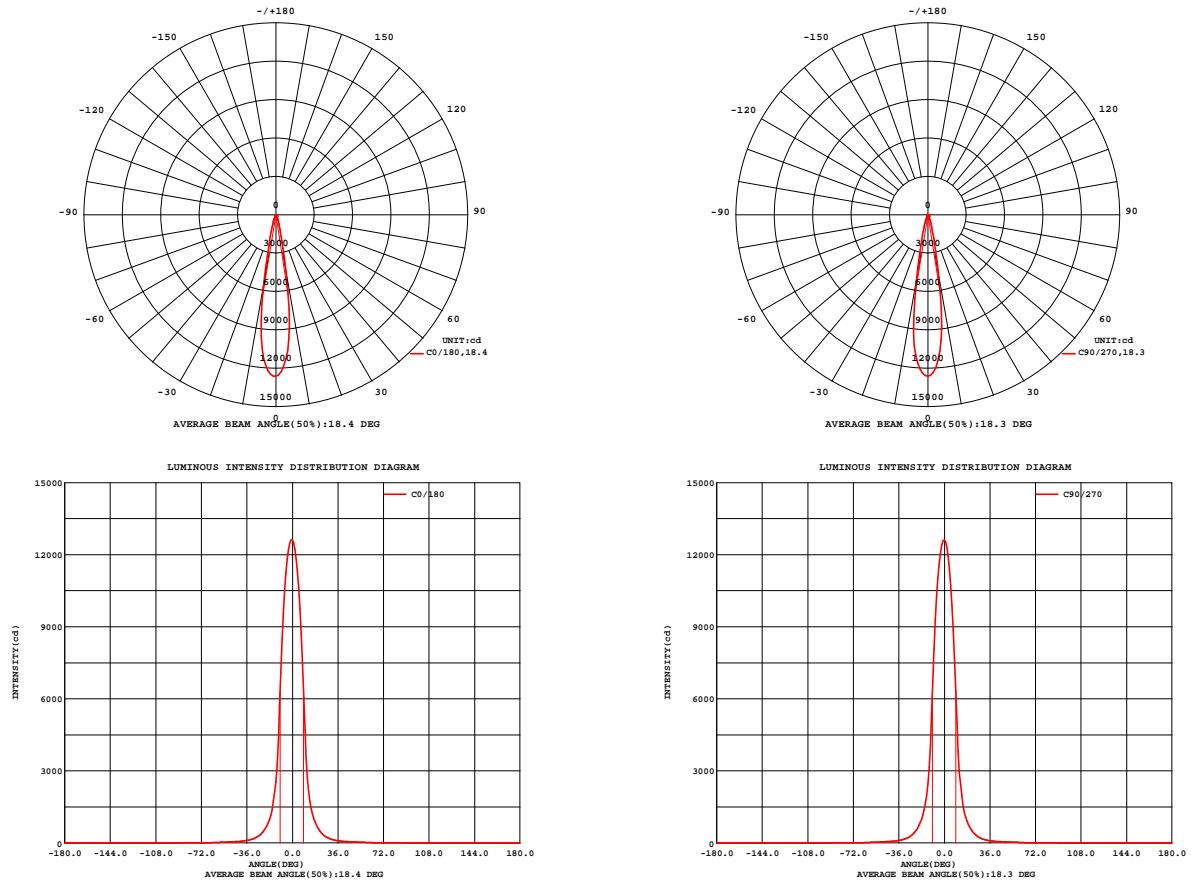 -/+180
-150 150
-120 120
-90 90
-60 60
-30 30
0
3000
6000
9000
12000
15000
0
UNIT:cd
C0/180,18.4
AVERAGE BEAM ANGLE(50%):18.4 DEG
-/+180
-150 150
-120 120
-90 90
-60 60
-30 30
0
3000
6000
9000
12000
15000
0
UNIT:cd
C90/270,18.3
AVERAGE BEAM ANGLE(50%):18.3 DEG
LUMINOUS INTENSITY DISTRIBUTION DIAGRAM
C0/180
INTENSITY(cd)
15000
12000
9000
6000
3000
0
-180.0 -144.0 -108.0 -72.0 -36.0 0.0 36.0 72.0 108.0 144.0 180.0
ANGLE(DEG)
AVERAGE BEAM ANGLE(50%):18.4 DEG
LUMINOUS INTENSITY DISTRIBUTION DIAGRAM
C90/270
INTENSITY(cd)
15000
12000
9000
6000
3000
0
-180.0 -144.0 -108.0 -72.0 -36.0 0.0 36.0 72.0 108.0 144.0 180.0
ANGLE(DEG)
AVERAGE BEAM ANGLE(50%):18.3 DEG